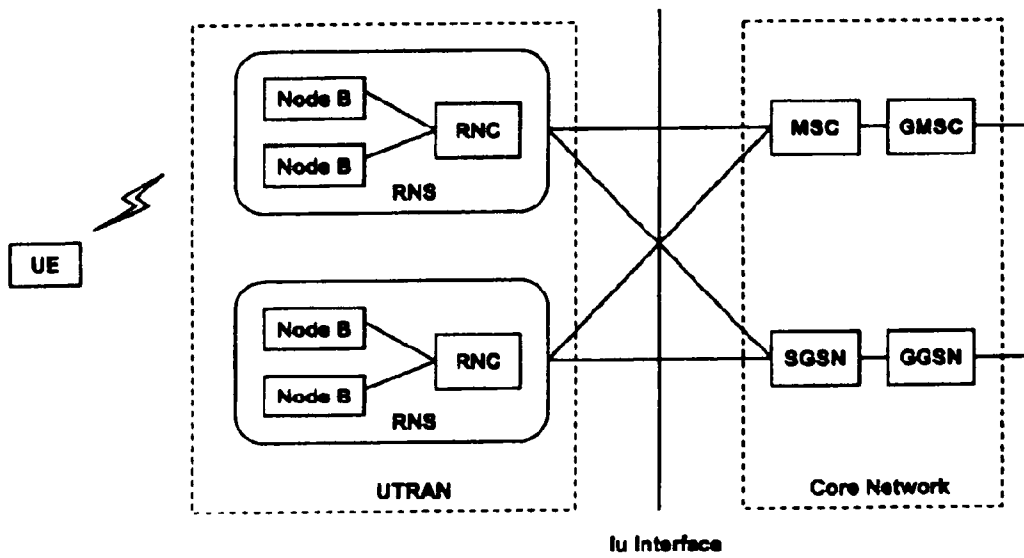 Node B
Node B
RNC
RNS
MSC
GMSC
UE
Node B
Node B
RNC
RNS
SGSN
GGSN
UTRAN
Core Network
Iu Interface